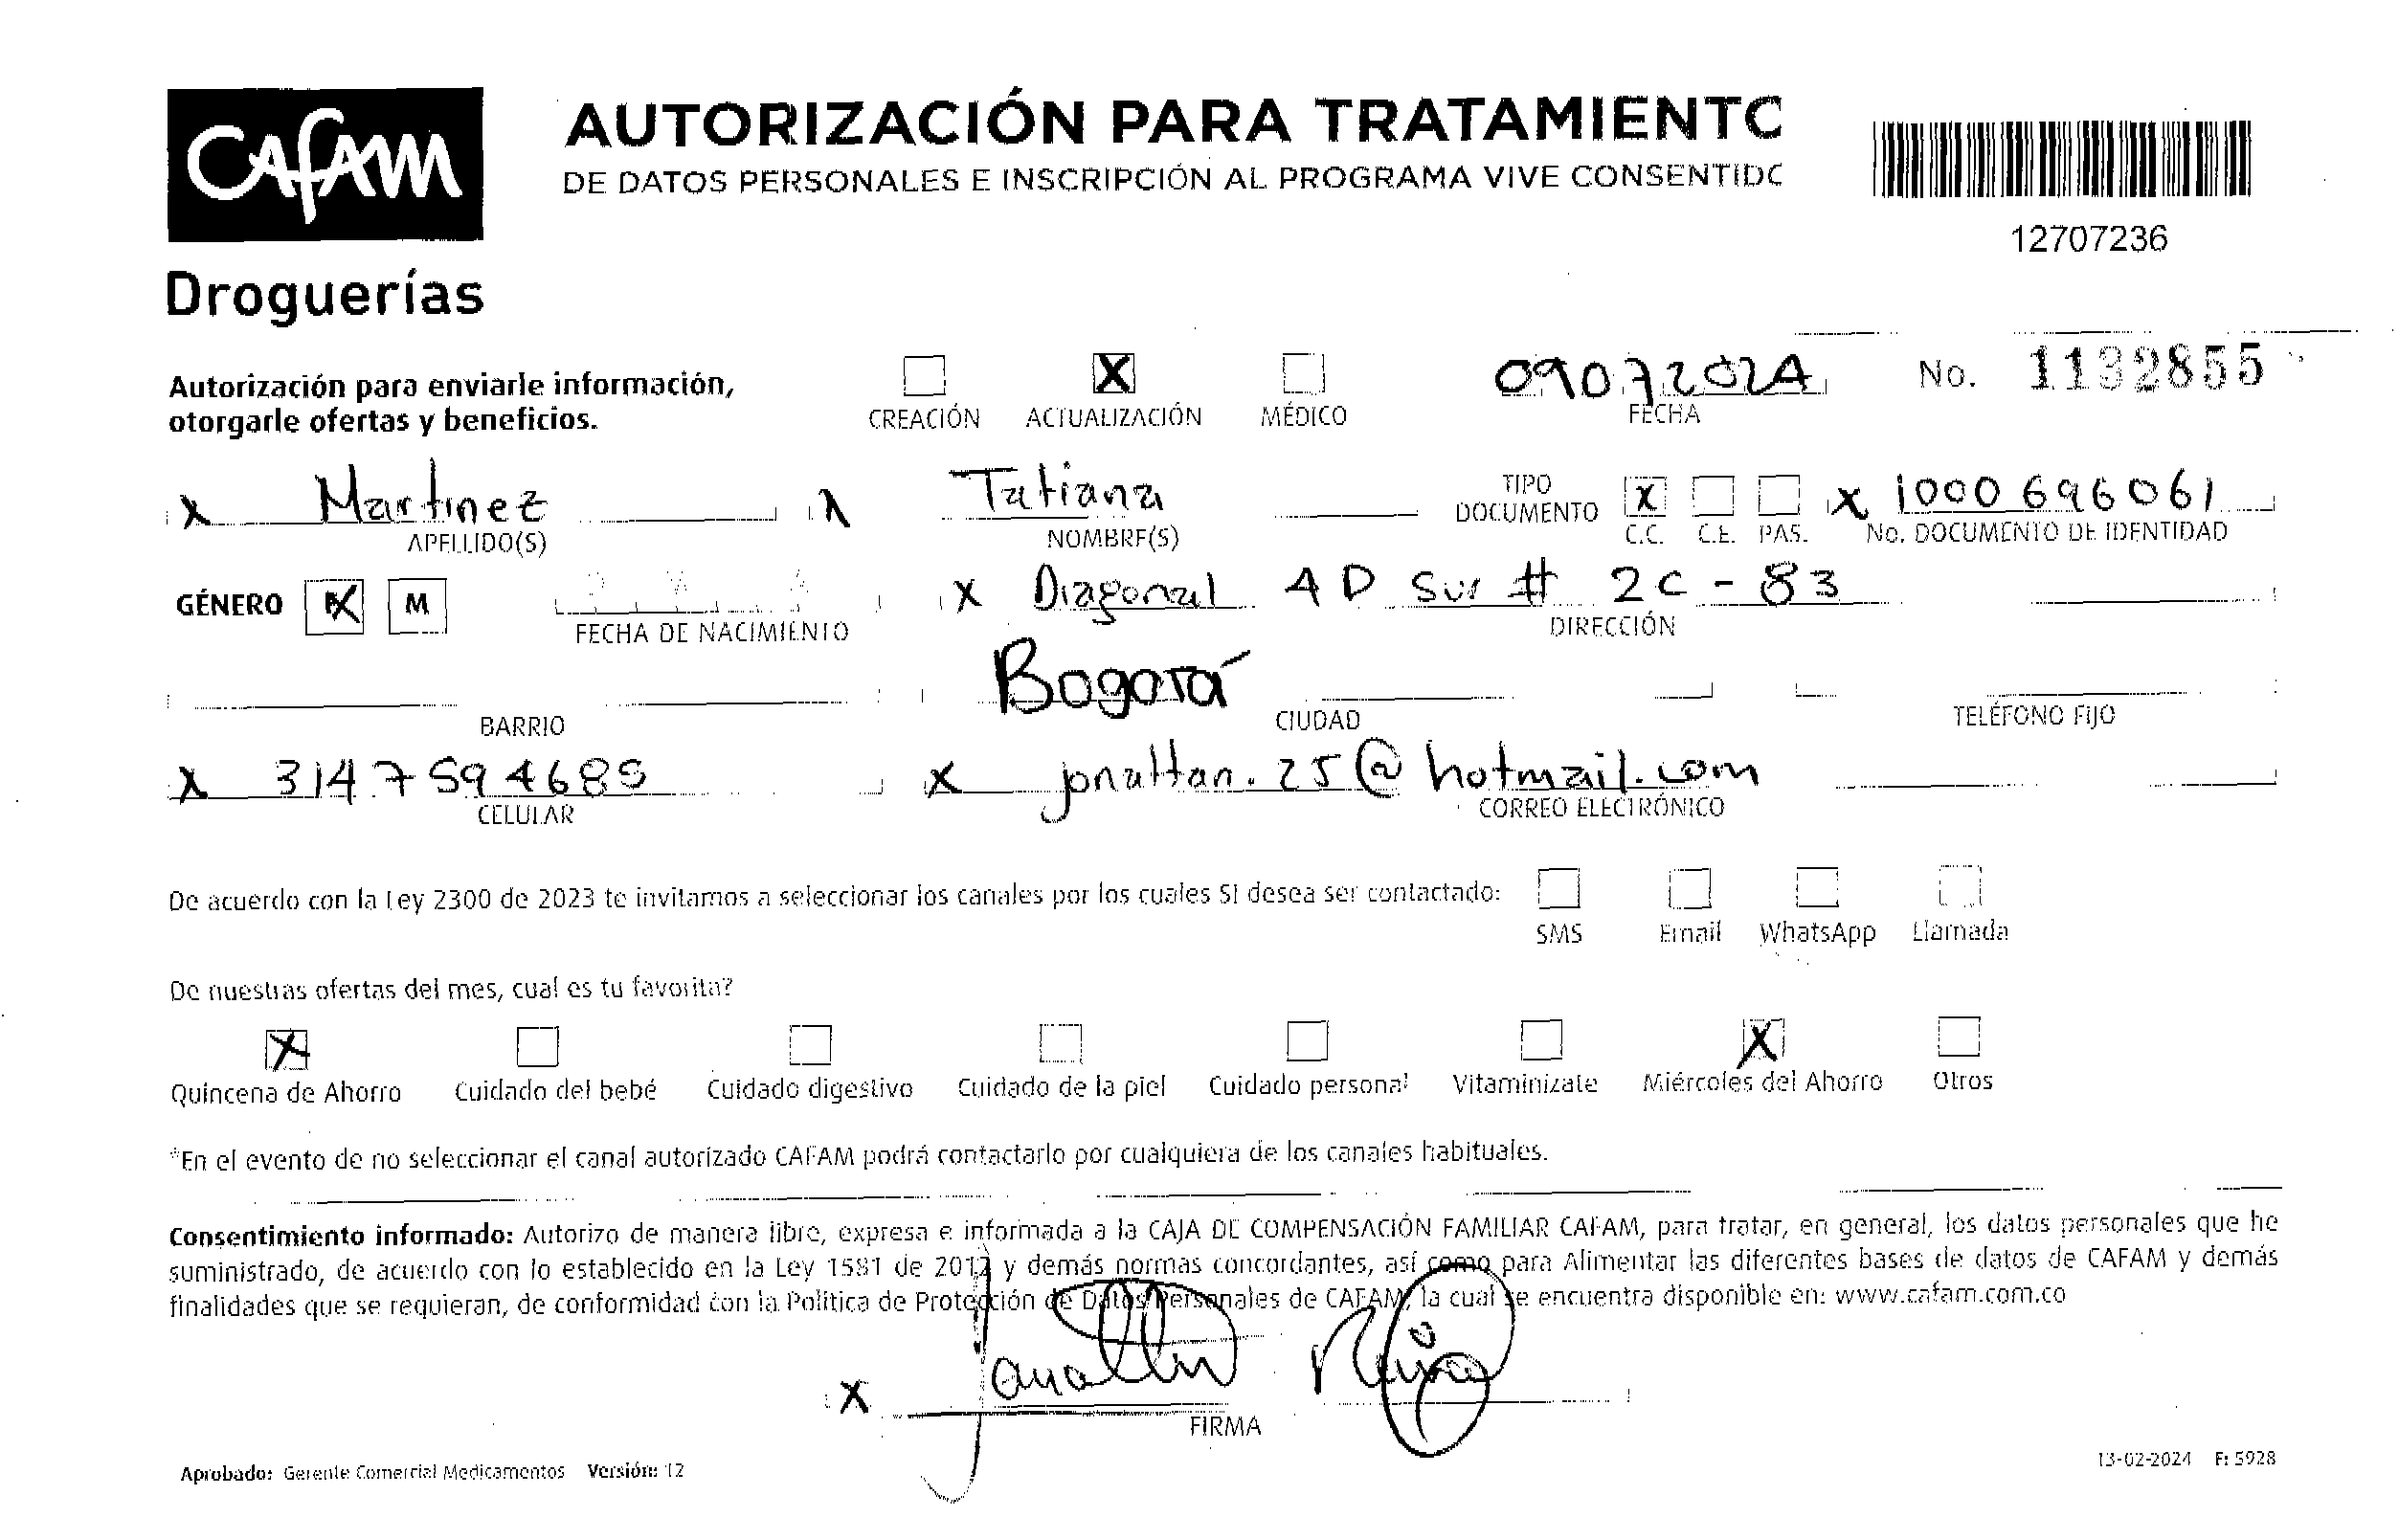 CAFAM
Droguerías
AUTORIZACIÓN PARA TRATAMIENTO
DE DATOS PERSONALES E INSCRIPCIÓN AL PROGRAMA VIVE CONSENTIDO
12707236
Autorización para enviarle información,
otorgarle ofertas y beneficios.
CREACIÓN X ACTUALIZACIÓN MÉDICO
09072024
FECHA
No. 1132855
X Martinez X Tatiana TIPO DOCUMENTO X X 1000696061
APELLIDO(S) NOMBRE(S) C.C. C.E. PAS. No. DOCUMENTO DE IDENTIDAD
GÉNERO X M D M A X Diagonal 4 D Sur # 2C - 83
FECHA DE NACIMIENTO DIRECCIÓN
Bogotá
BARRIO CIUDAD TELÉFONO FIJO
X 3147594685 X jonattan.25@hotmail.com
CELULAR CORREO ELECTRÓNICO
De acuerdo con la Ley 2300 de 2023 te invitamos a seleccionar los canales por los cuales SI desea ser contactado:
SMS Email WhatsApp Llamada
De nuestras ofertas del mes, cual es tu favorita?
X X
Quincena de Ahorro Cuidado del bebé Cuidado digestivo Cuidado de la piel Cuidado personal Vitaminízate Miércoles del Ahorro Otros
*En el evento de no seleccionar el canal autorizado CAFAM podrá contactarlo por cualquiera de los canales habituales.
Consentimiento informado: Autorizo de manera libre, expresa e informada a la CAJA DE COMPENSACIÓN FAMILIAR CAFAM, para tratar, en general, los datos personales que he
suministrado, de acuerdo con lo establecido en la Ley 1581 de 2012 y demás normas concordantes, así como para Alimentar las diferentes bases de datos de CAFAM y demás
finalidades que se requieran, de conformidad con la Política de Protección de Datos Personales de CAFAM, la cual se encuentra disponible en: www.cafam.com.co
X
FIRMA
Aprobado: Gerente Comercial Medicamentos Versión: 12
13-02-2024 F: 5928